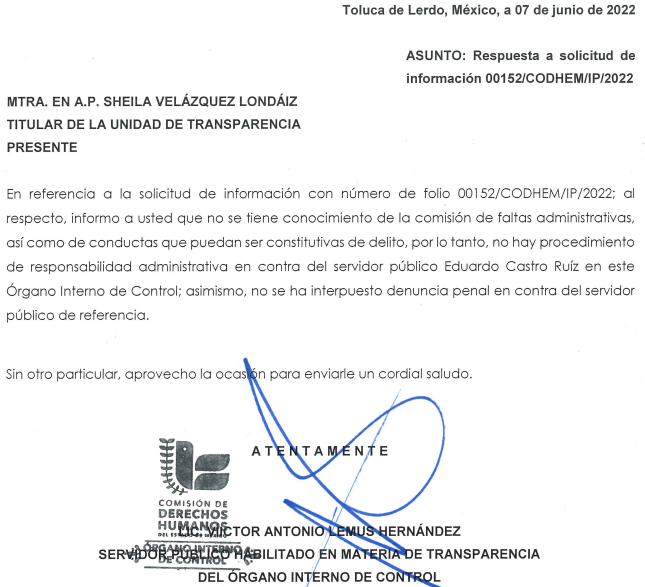 Toluca de Lerdo, México, a 07 de junio de 2022
ASUNTO: Respuesta a solicitud de
información 00152/CODHEM/IP/2022
MTRA. EN A.P. SHEILA VELÁZQUEZ LONDÁIZ
TITULAR DE LA UNIDAD DE TRANSPARENCIA
PRESENTE
En referencia a la solicitud de información con número de folio 00152/CODHEM/IP/2022; al
respecto, informo a usted que no se tiene conocimiento de la comisión de faltas administrativas,
así como de conductas que puedan ser constitutivas de delito, por lo tanto, no hay procedimiento
de responsabilidad administrativa en contra del servidor público Eduardo Castro Ruíz en este
Órgano Interno de Control; asimismo, no se ha interpuesto denuncia penal en contra del servidor
público de referencia.
Sin otro particular, aprovecho la ocasión para enviarle un cordial saludo.
A T E N T A M E N T E
COMISIÓN DE
DERECHOS
HUMANOS
DEL ESTADO DE MÉXICO
LIC. VÍCTOR ANTONIO LEMUS HERNÁNDEZ
ÓRGANO INTERNO
DE CONTROL
SERVIDOR PÚBLICO HABILITADO EN MATERIA DE TRANSPARENCIA
DEL ÓRGANO INTERNO DE CONTROL